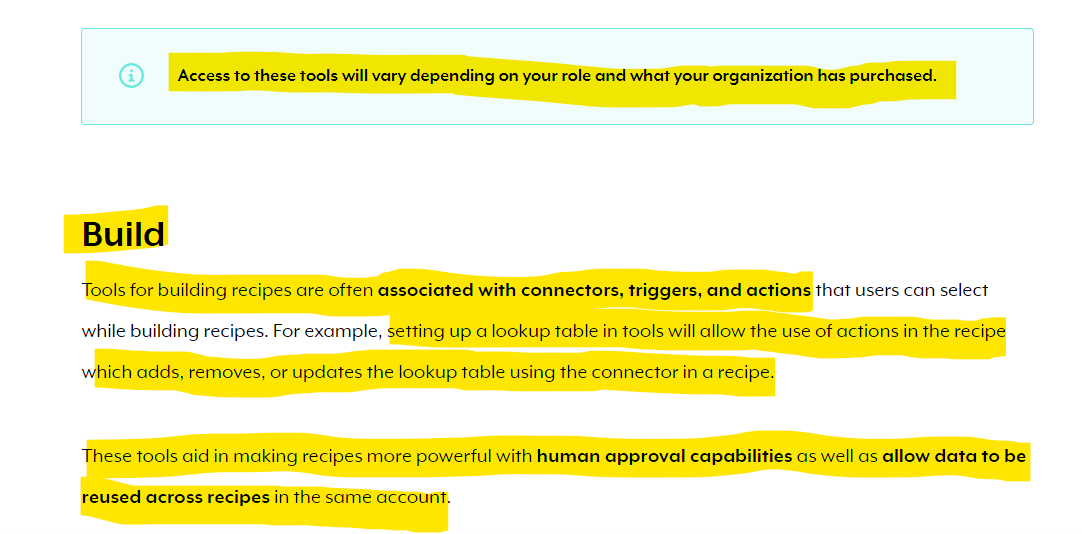 Access to these tools will vary depending on your role and what your organization has purchased.
Build
Tools for building recipes are often associated with connectors, triggers, and actions that users can select
while building recipes. For example, setting up a lookup table in tools will allow the use of actions in the recipe
which adds, removes, or updates the lookup table using the connector in a recipe.
These tools aid in making recipes more powerful with human approval capabilities as well as allow data to be
reused across recipes in the same account.